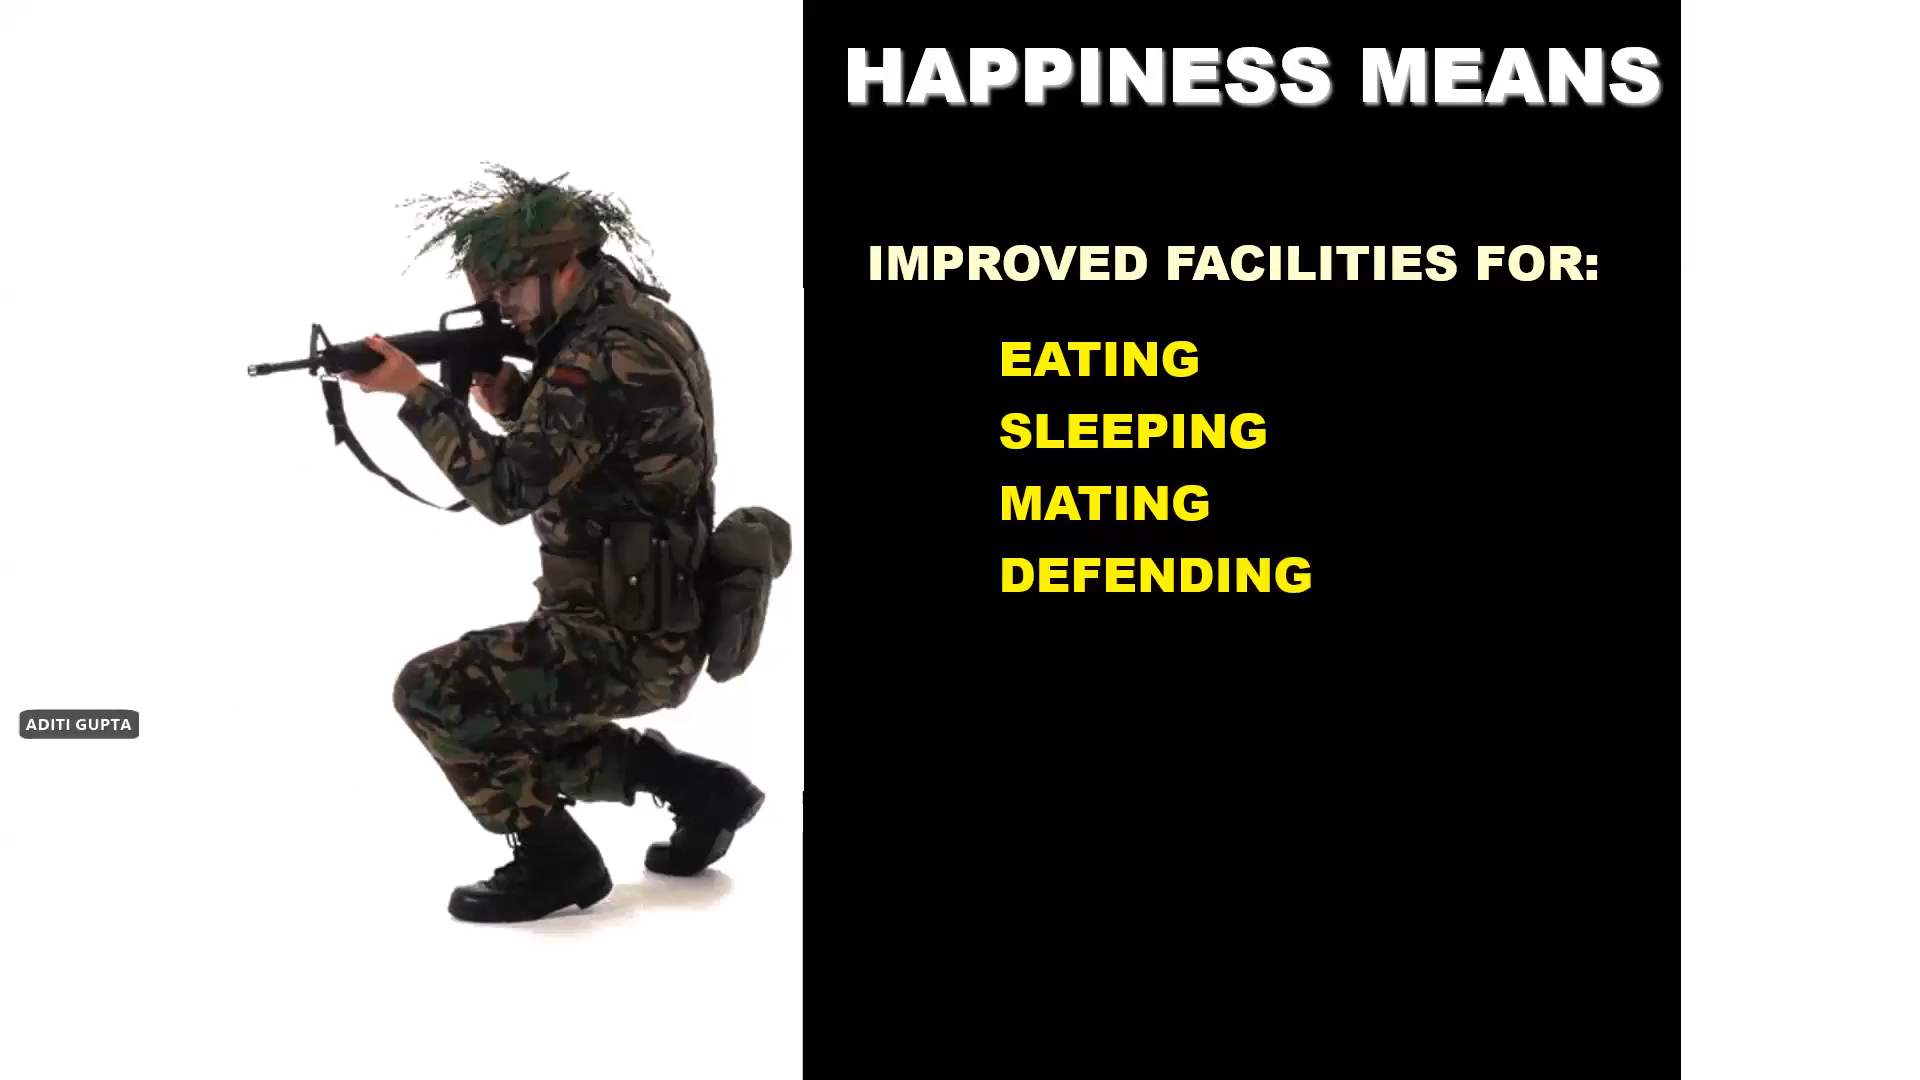 HAPPINESS MEANS
IMPROVED FACILITIES FOR:
EATING
SLEEPING
MATING
DEFENDING
ADITI GUPTA